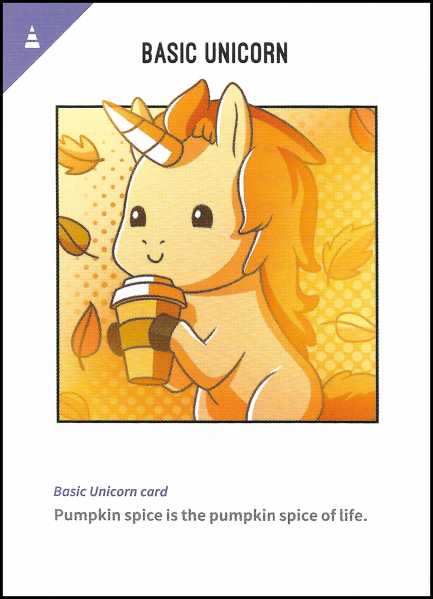 BASIC UNICORN
Basic Unicorn card
Pumpkin spice is the pumpkin spice of life.